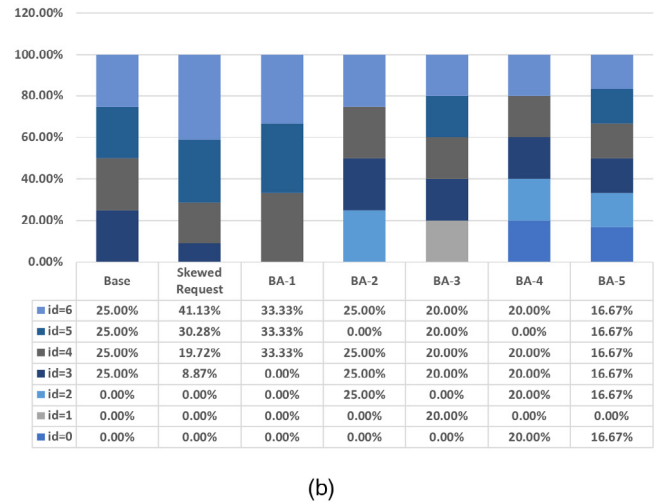 120.00%
100.00%
80.00%
60.00%
40.00%
20.00%
0.00%
Base Skewed Request BA-1 BA-2 BA-3 BA-4 BA-5
id=6 25.00% 41.13% 33.33% 25.00% 20.00% 20.00% 16.67%
id=5 25.00% 30.28% 33.33% 0.00% 20.00% 0.00% 16.67%
id=4 25.00% 19.72% 33.33% 25.00% 20.00% 20.00% 16.67%
id=3 25.00% 8.87% 0.00% 25.00% 20.00% 20.00% 16.67%
id=2 0.00% 0.00% 0.00% 25.00% 0.00% 20.00% 16.67%
id=1 0.00% 0.00% 0.00% 0.00% 20.00% 0.00% 0.00%
id=0 0.00% 0.00% 0.00% 0.00% 0.00% 20.00% 16.67%
(b)